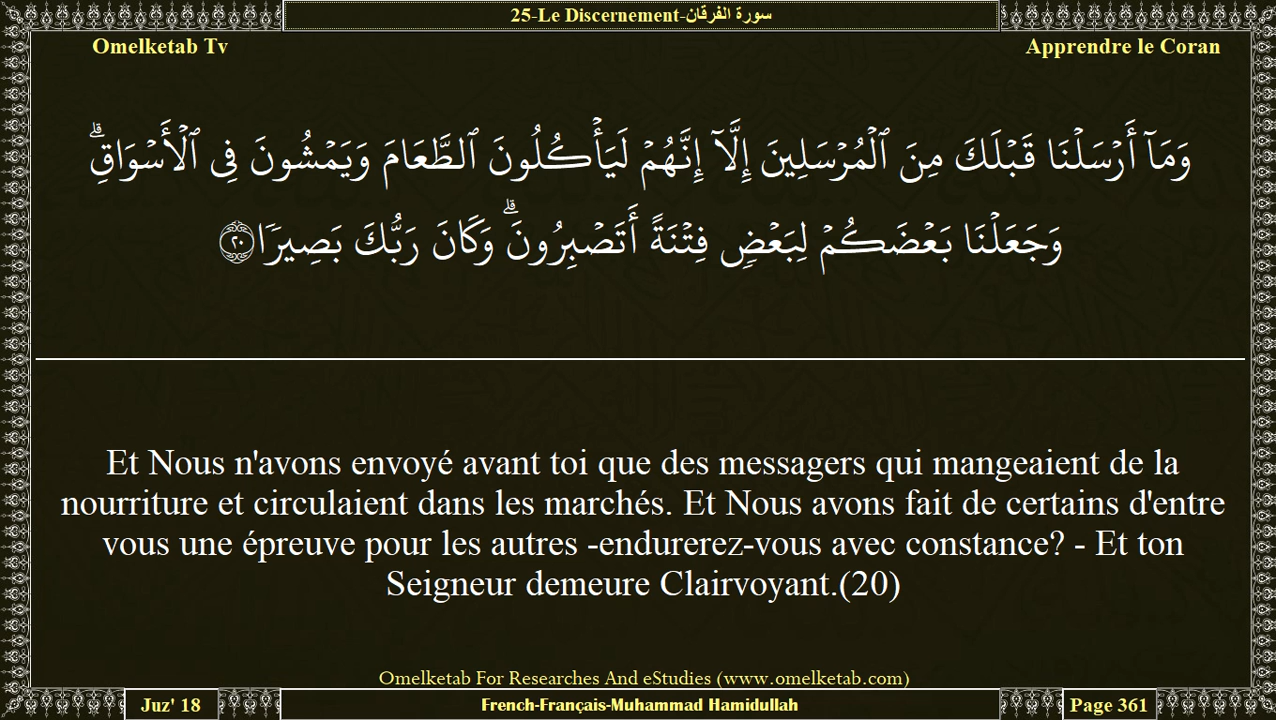 25-Le Discernement-سورة الفرقان
Omelketab Tv
Apprendre le Coran
وَمَآ أَرۡسَلۡنَا قَبۡلَكَ مِنَ ٱلۡمُرۡسَلِينَ إِلَّآ إِنَّهُمۡ لَيَأۡكُلُونَ ٱلطَّعَامَ وَيَمۡشُونَ فِى ٱلۡأَسۡوَاقِۗ
وَجَعَلۡنَا بَعۡضَكُمۡ لِبَعۡضٖ فِتۡنَةً أَتَصۡبِرُونَۗ وَكَانَ رَبُّكَ بَصِيرٗا ٢٠
Et Nous n'avons envoyé avant toi que des messagers qui mangeaient de la
nourriture et circulaient dans les marchés. Et Nous avons fait de certains d'entre
vous une épreuve pour les autres -endurerez-vous avec constance? - Et ton
Seigneur demeure Clairvoyant.(20)
Omelketab For Researches And eStudies (www.omelketab.com)
Juz' 18
French-Français-Muhammad Hamidullah
Page 361